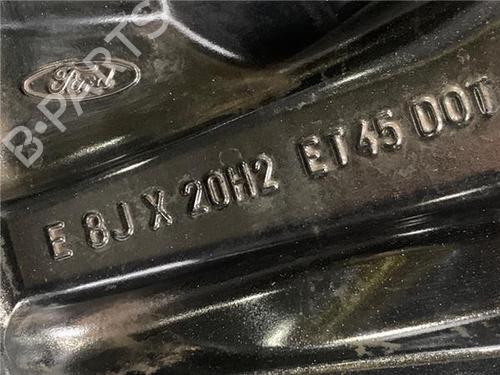 Ford
E 8J X 20H2 ET45 DOT
B-PARTS